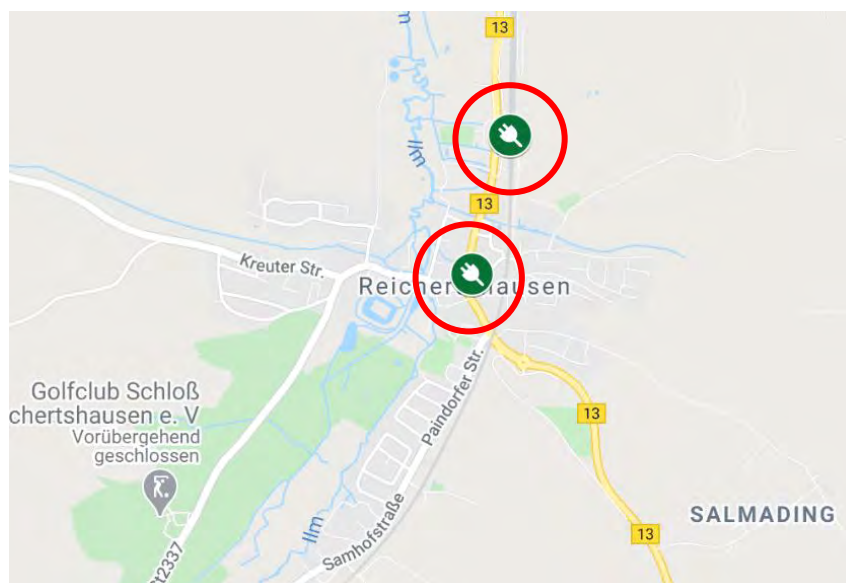 13
Ilm
13
Kreuter Str.
Reichertshausen
Golfclub Schloß
chertshausen e. V
Vorübergehend
geschlossen
Paindorfer Str.
13
SALMADING
13
Ilm
Samhofstraße
St2337